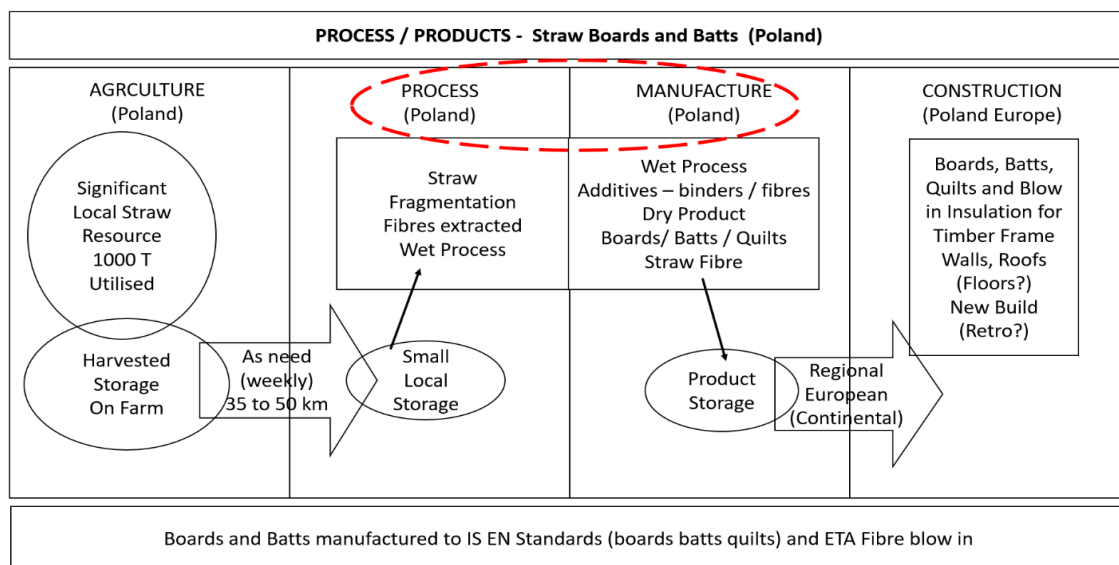 PROCESS / PRODUCTS - Straw Boards and Batts (Poland)
AGRCULTURE
(Poland)
Significant
Local Straw
Resource
1000 T
Utilised
Harvested
Storage
On Farm
As need
(weekly)
35 to 50 km
PROCESS
(Poland)
Straw
Fragmentation
Fibres extracted
Wet Process
Small
Local
Storage
MANUFACTURE
(Poland)
Wet Process
Additives – binders / fibres
Dry Product
Boards/ Batts / Quilts
Straw Fibre
Product
Storage
Regional
European
(Continental)
CONSTRUCTION
(Poland Europe)
Boards, Batts,
Quilts and Blow
in Insulation for
Timber Frame
Walls, Roofs
(Floors?)
New Build
(Retro?)
Boards and Batts manufactured to IS EN Standards (boards batts quilts) and ETA Fibre blow in